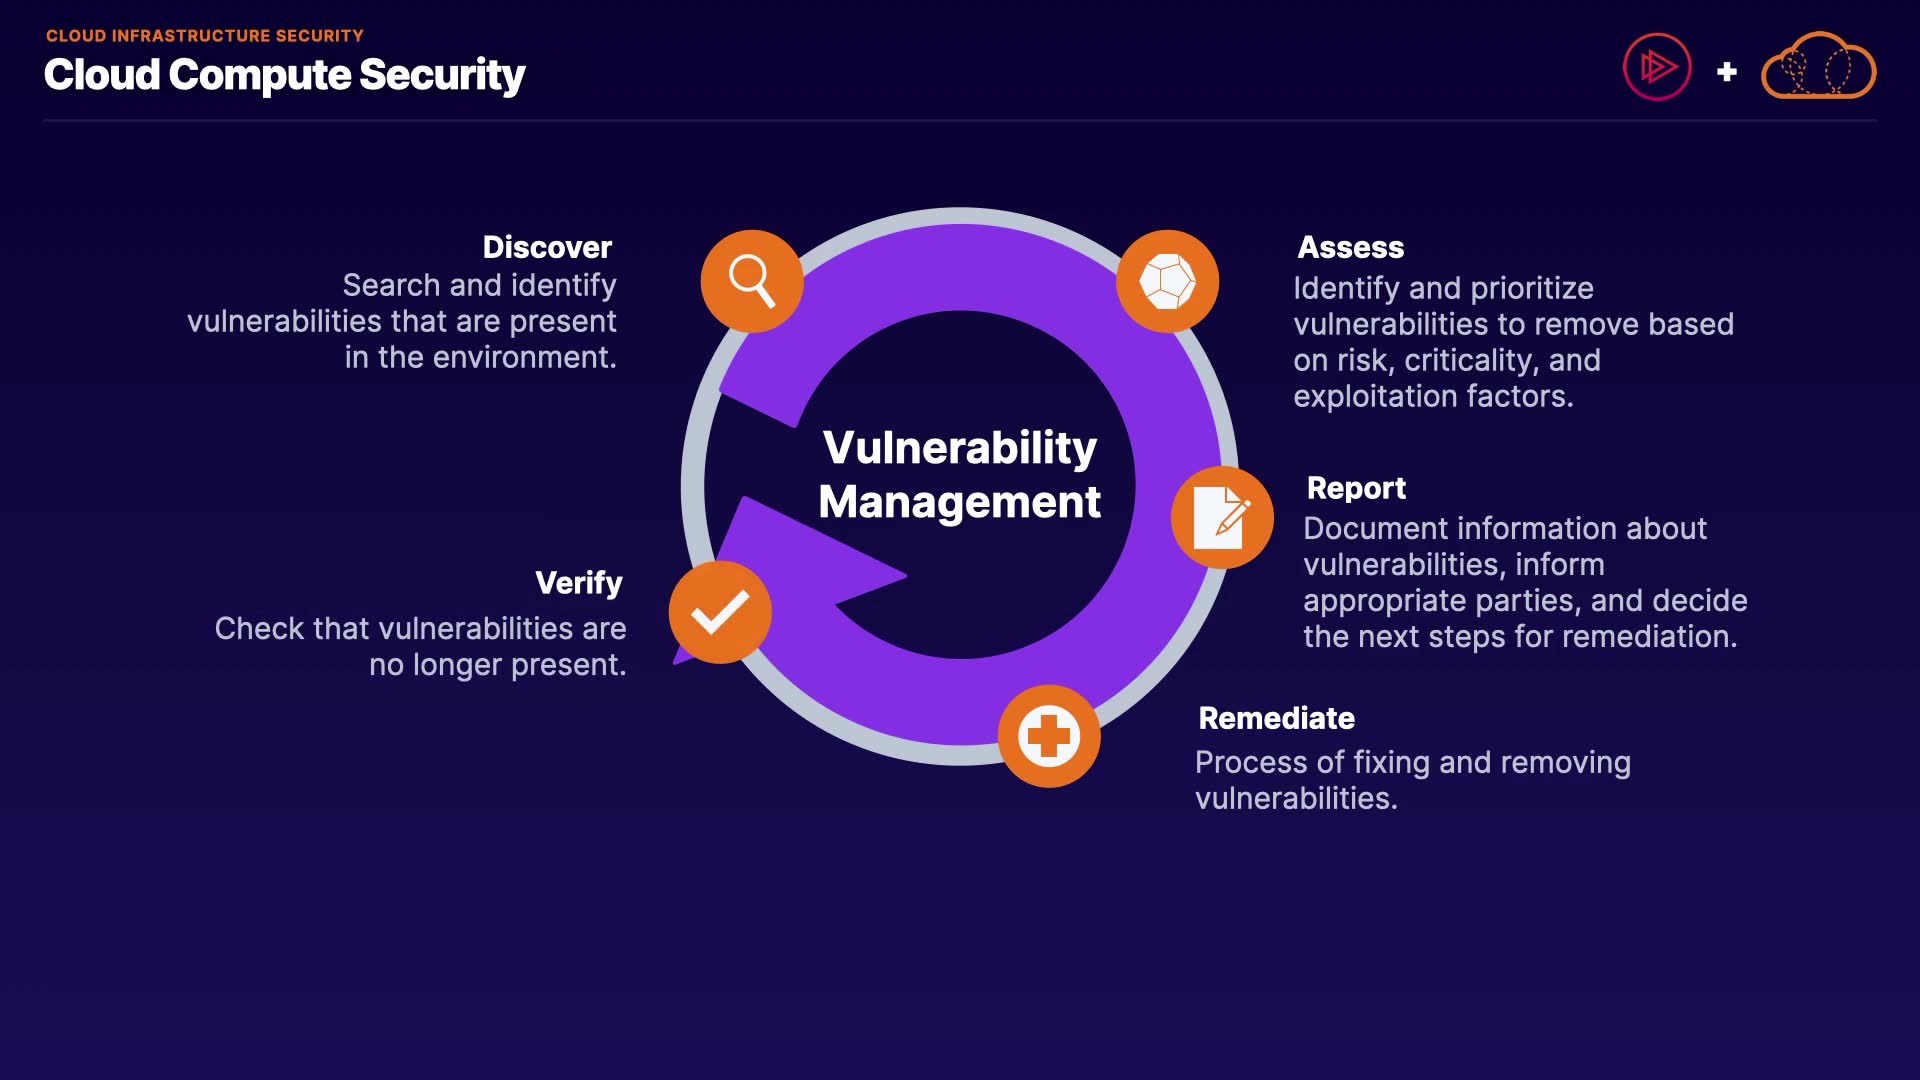 CLOUD INFRASTRUCTURE SECURITY
Cloud Compute Security
Discover
Search and identify
vulnerabilities that are present
in the environment.
Assess
Identify and prioritize
vulnerabilities to remove based
on risk, criticality, and
exploitation factors.
Vulnerability
Management
Report
Document information about
vulnerabilities, inform
appropriate parties, and decide
the next steps for remediation.
Verify
Check that vulnerabilities are
no longer present.
Remediate
Process of fixing and removing
vulnerabilities.